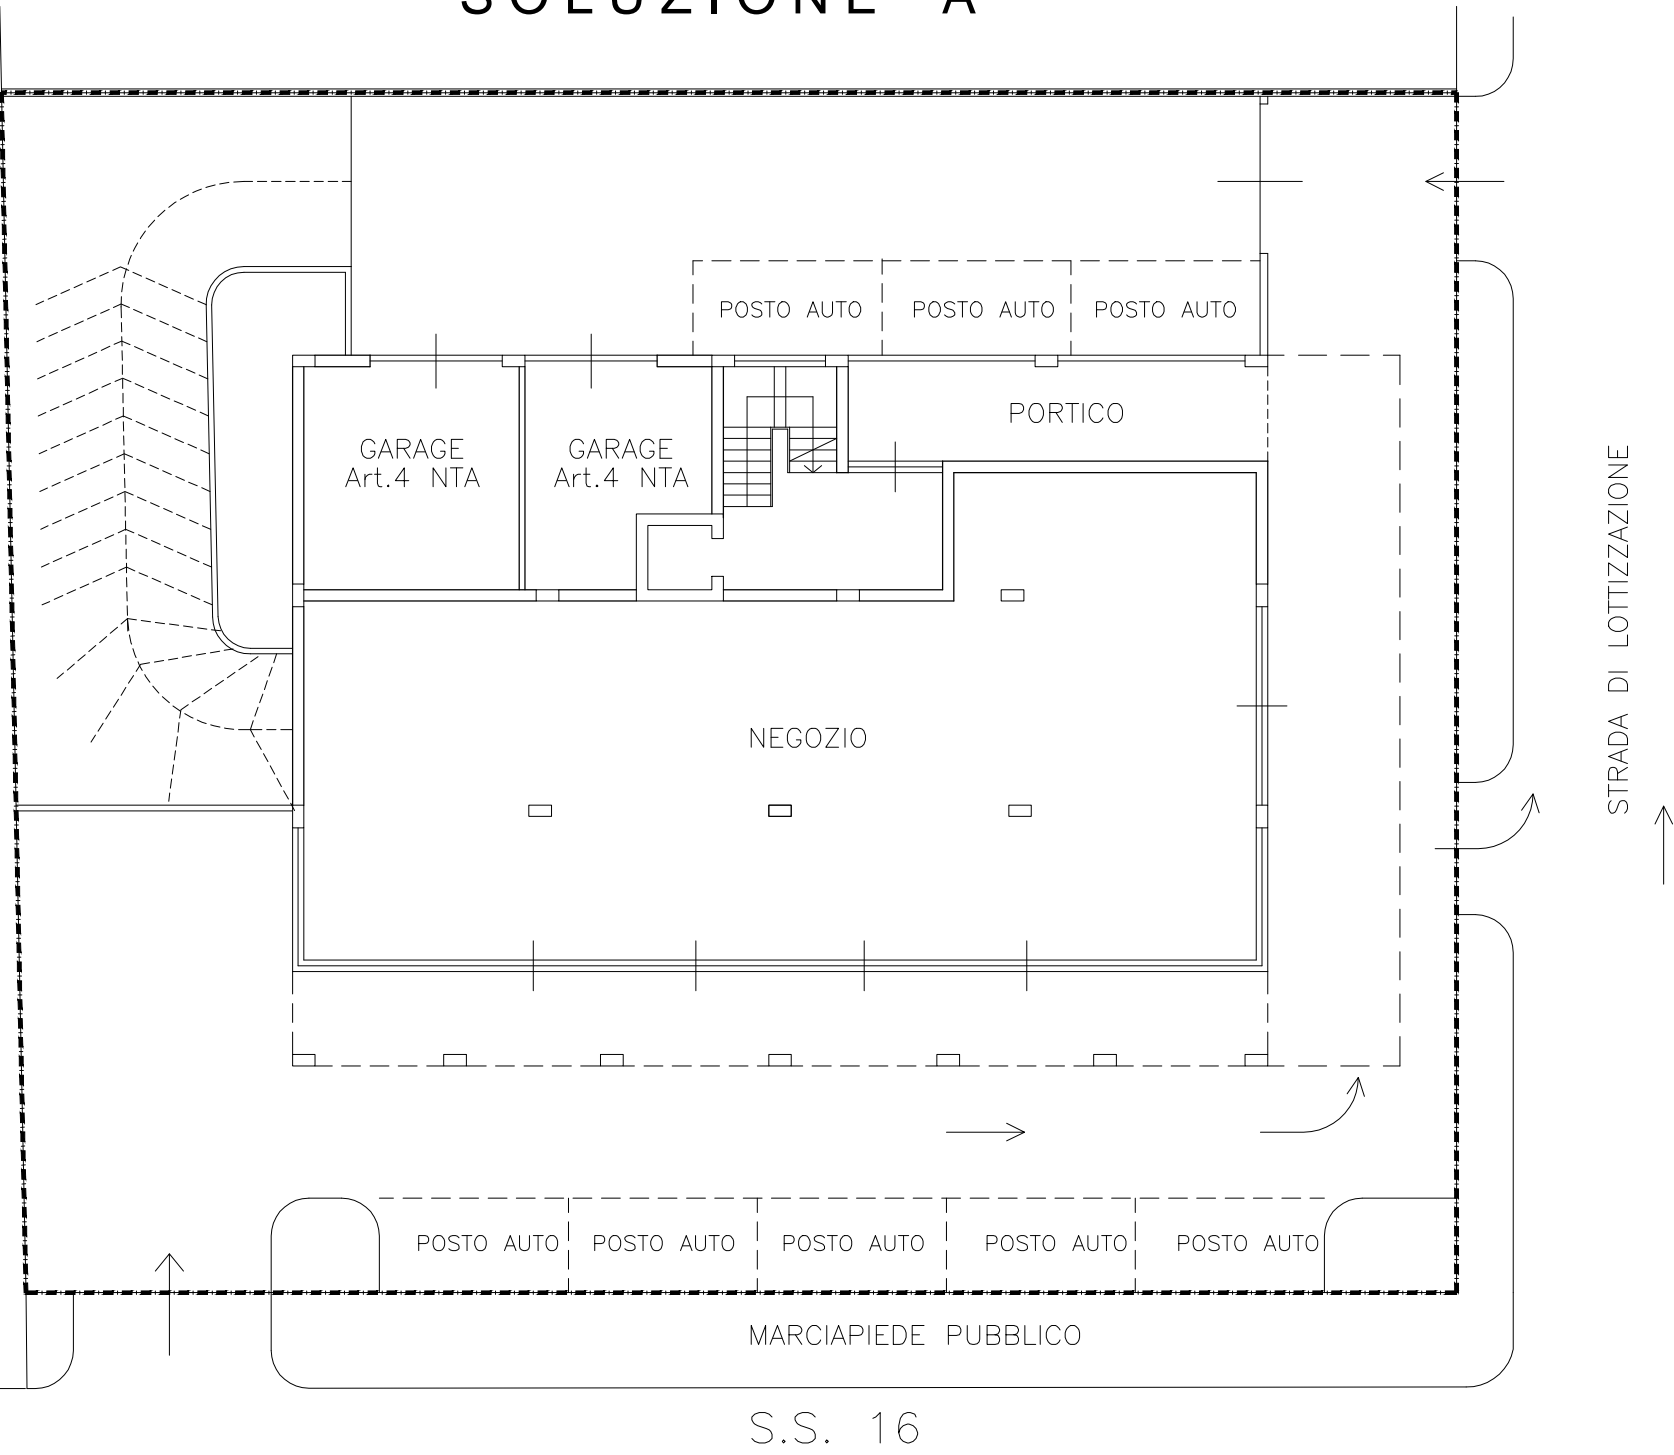 SOLUZIONE A
POSTO AUTO
POSTO AUTO
POSTO AUTO
PORTICO
GARAGE
Art.4 NTA
GARAGE
Art.4 NTA
STRADA DI LOTTIZZAZIONE
NEGOZIO
POSTO AUTO
POSTO AUTO
POSTO AUTO
POSTO AUTO
POSTO AUTO
MARCIAPIEDE PUBBLICO
S.S. 16